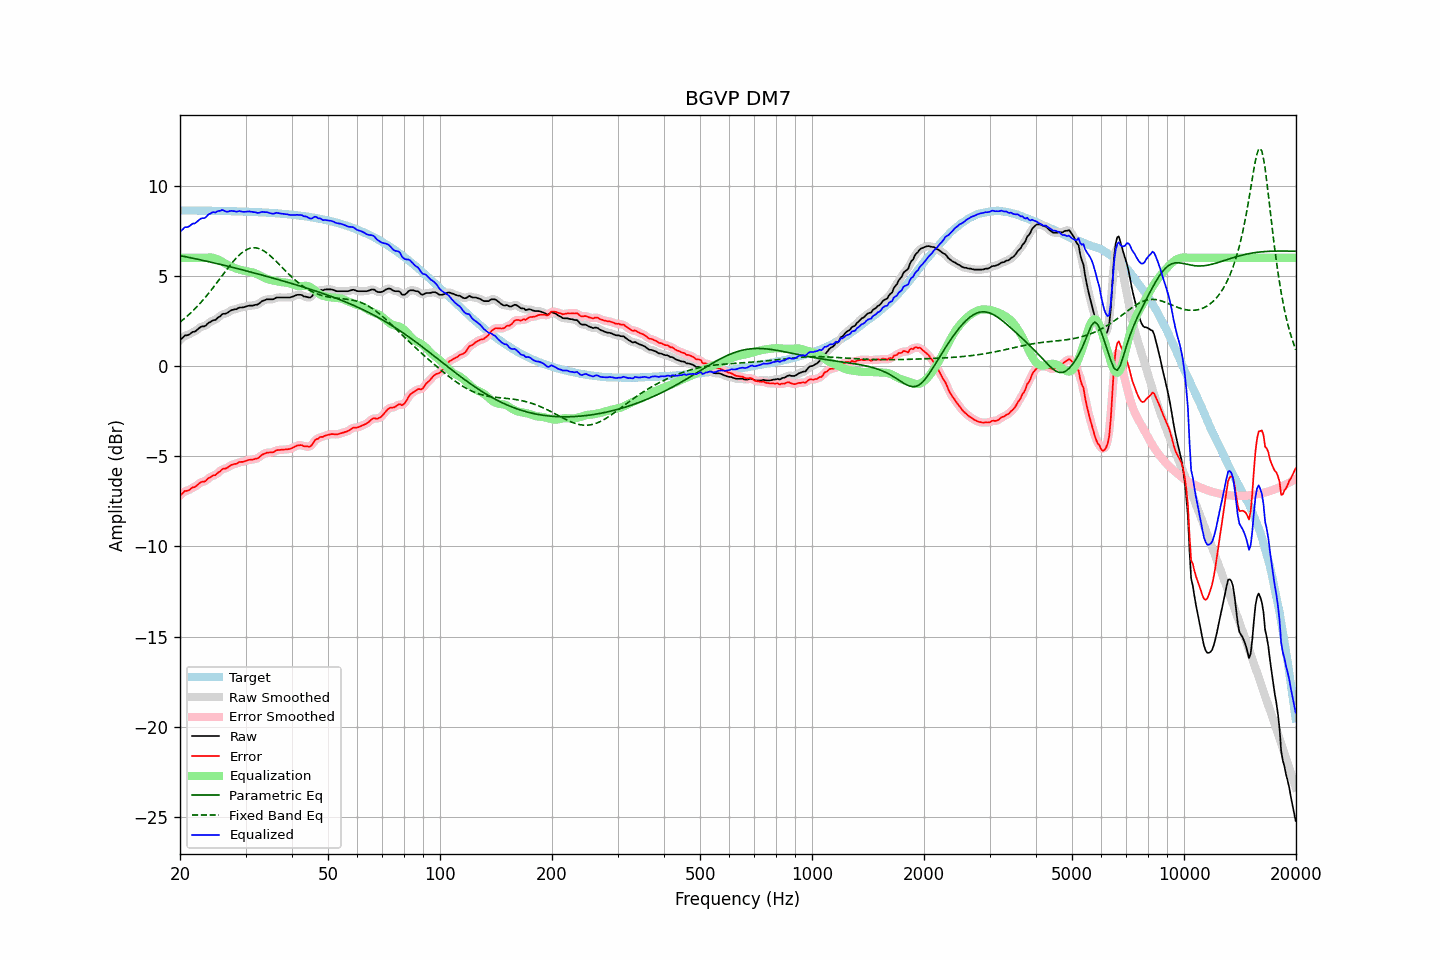 BGVP DM7
Amplitude (dBr)
10
5
0
−5
−10
−15
−20
−25
Target
Raw Smoothed
Error Smoothed
Raw
Error
Equalization
Parametric Eq
Fixed Band Eq
Equalized
20 50 100 200 500 1000 2000 5000 10000 20000
Frequency (Hz)